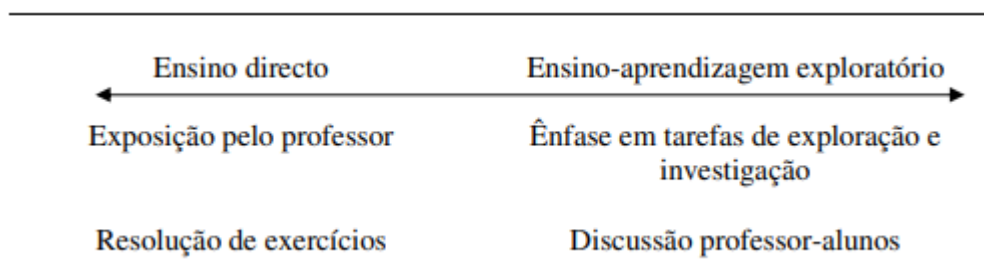 Ensino directo
Ensino-aprendizagem exploratório
Exposição pelo professor
Ênfase em tarefas de exploração e
investigação
Resolução de exercícios
Discussão professor-alunos